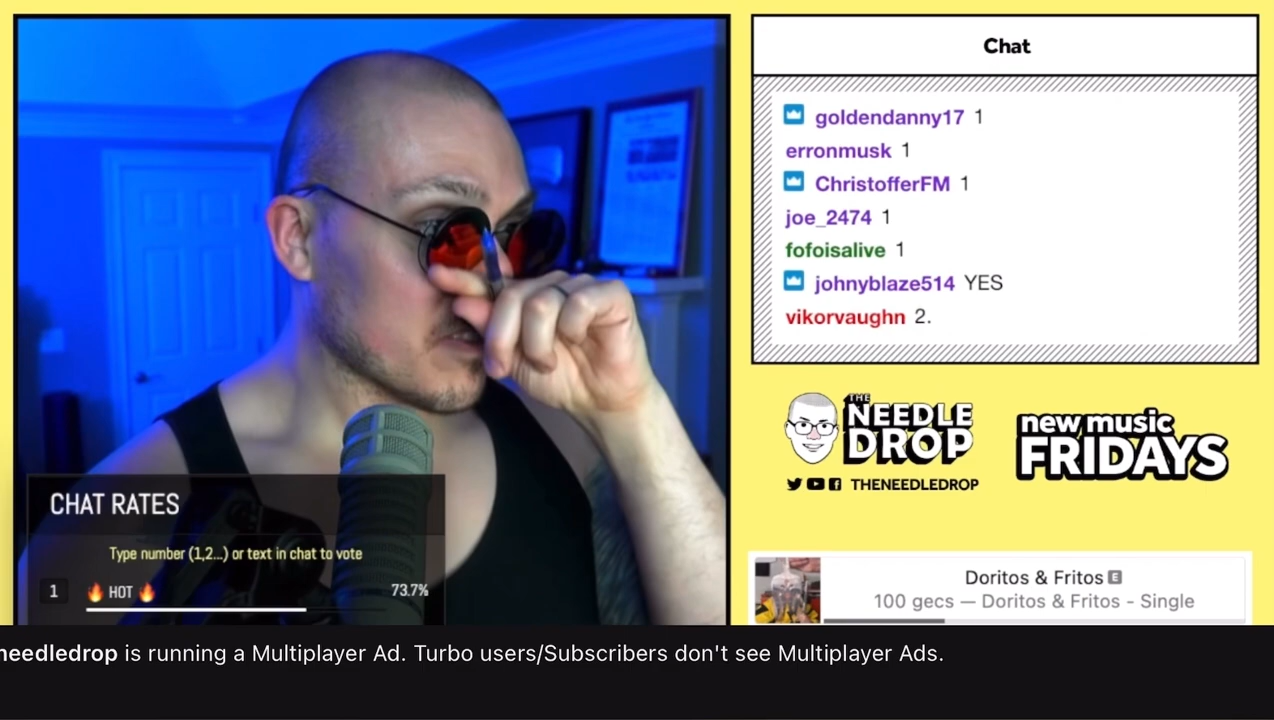 Chat
goldendanny17 1
erronmusk 1
ChristofferFM 1
joe_2474 1
fofoisalive 1
johnyblaze514 YES
vikorvaughn 2.
THE
NEEDLE
DROP
THENEEDLEDROP
new music
FRIDAYS
CHAT RATES
Type number (1,2...) or text in chat to vote
1 🔥 HOT 🔥 73.7%
Doritos & Fritos E
100 gecs — Doritos & Fritos - Single
needledrop is running a Multiplayer Ad. Turbo users/Subscribers don't see Multiplayer Ads.